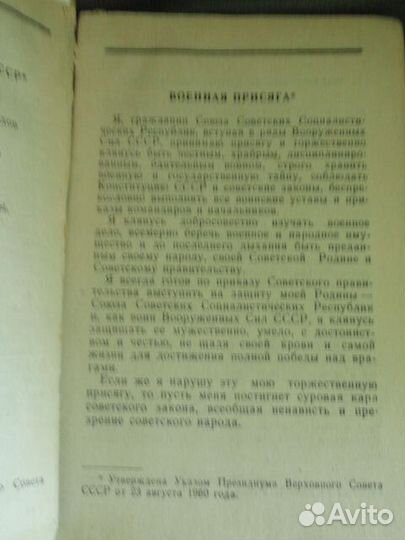 СССР
Совета
ВОЕННАЯ ПРИСЯГА*
Я, гражданин Союза Советских Социалисти-
ческих Республик, вступая в ряды Вооруженных
Сил СССР, принимаю присягу и торжественно
клянусь быть честным, храбрым, дисциплиниро-
ванным, бдительным воином, строго хранить
военную и государственную тайну, соблюдать
Конституцию СССР и советские законы, беспре-
кословно выполнять все воинские уставы и при-
казы командиров и начальников.
Я клянусь добросовестно изучать военное
дело, всемерно беречь военное и народное иму-
щество и до последнего дыхания быть предан-
ным своему народу, своей Советской Родине и
Советскому правительству.
Я всегда готов по приказу Советского прави-
тельства выступить на защиту моей Родины —
Союза Советских Социалистических Республик
и, как воин Вооруженных Сил СССР, я клянусь
защищать ее мужественно, умело, с достоинст-
вом и честью, не щадя своей крови и самой
жизни для достижения полной победы над вра-
гами.
Если же я нарушу эту мою торжественную
присягу, то пусть меня постигнет суровая кара
советского закона, всеобщая ненависть и пре-
зрение советского народа.
* Утверждена Указом Президиума Верховного Совета
СССР от 23 августа 1960 года.
Avito